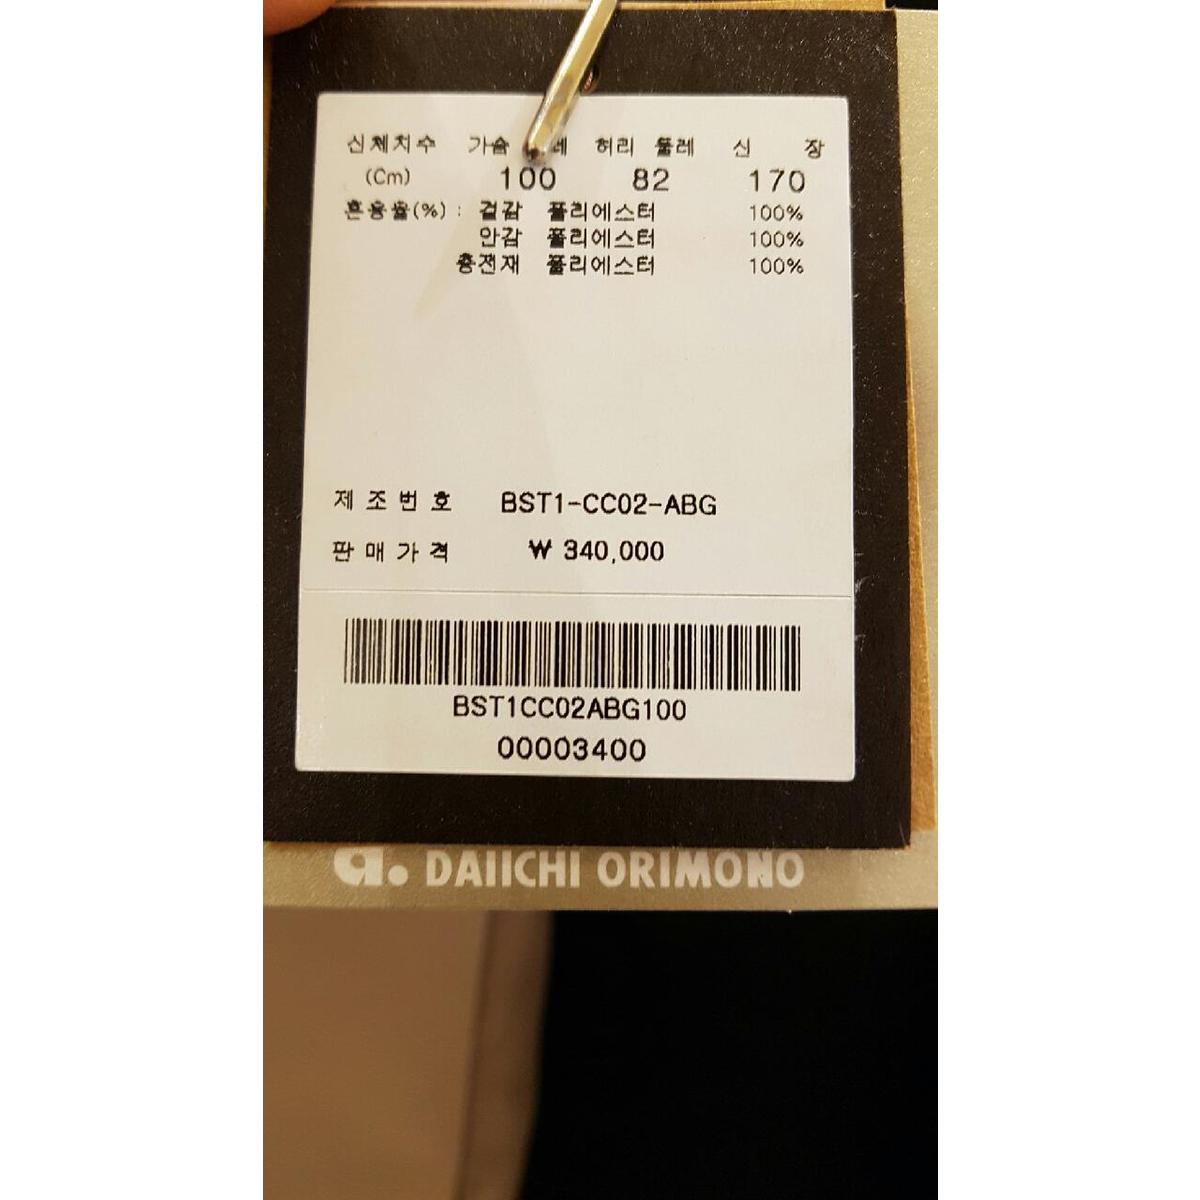 신체치수 가슴 레 허리 둘레 신 장
(Cm) 100 82 170
혼용율(%) : 겉감 폴리에스터 100%
안감 폴리에스터 100%
충전재 폴리에스터 100%
제 조 번 호 BST1-CC02-ABG
판 매 가 격 ₩ 340,000
BST1CC02ABG100
00003400
a. DAIICHI ORIMONO